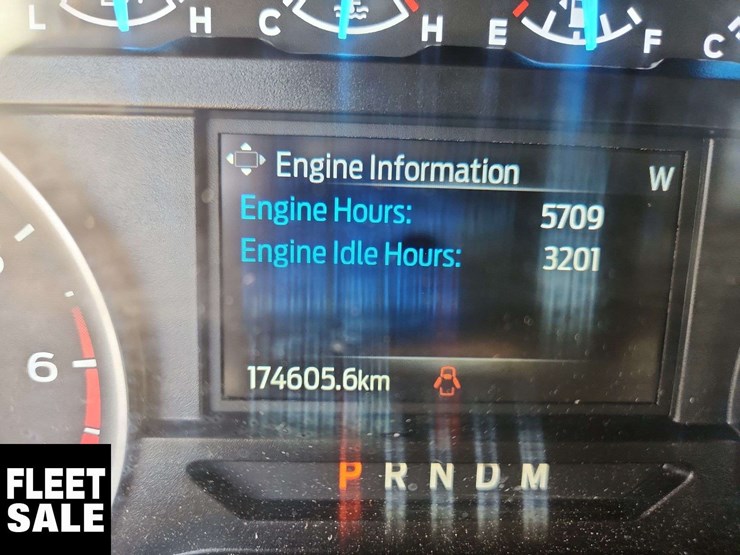 L H C H E F C
Engine Information W
Engine Hours: 5709
Engine Idle Hours: 3201
6
174605.6km
P R N D M
FLEET
SALE